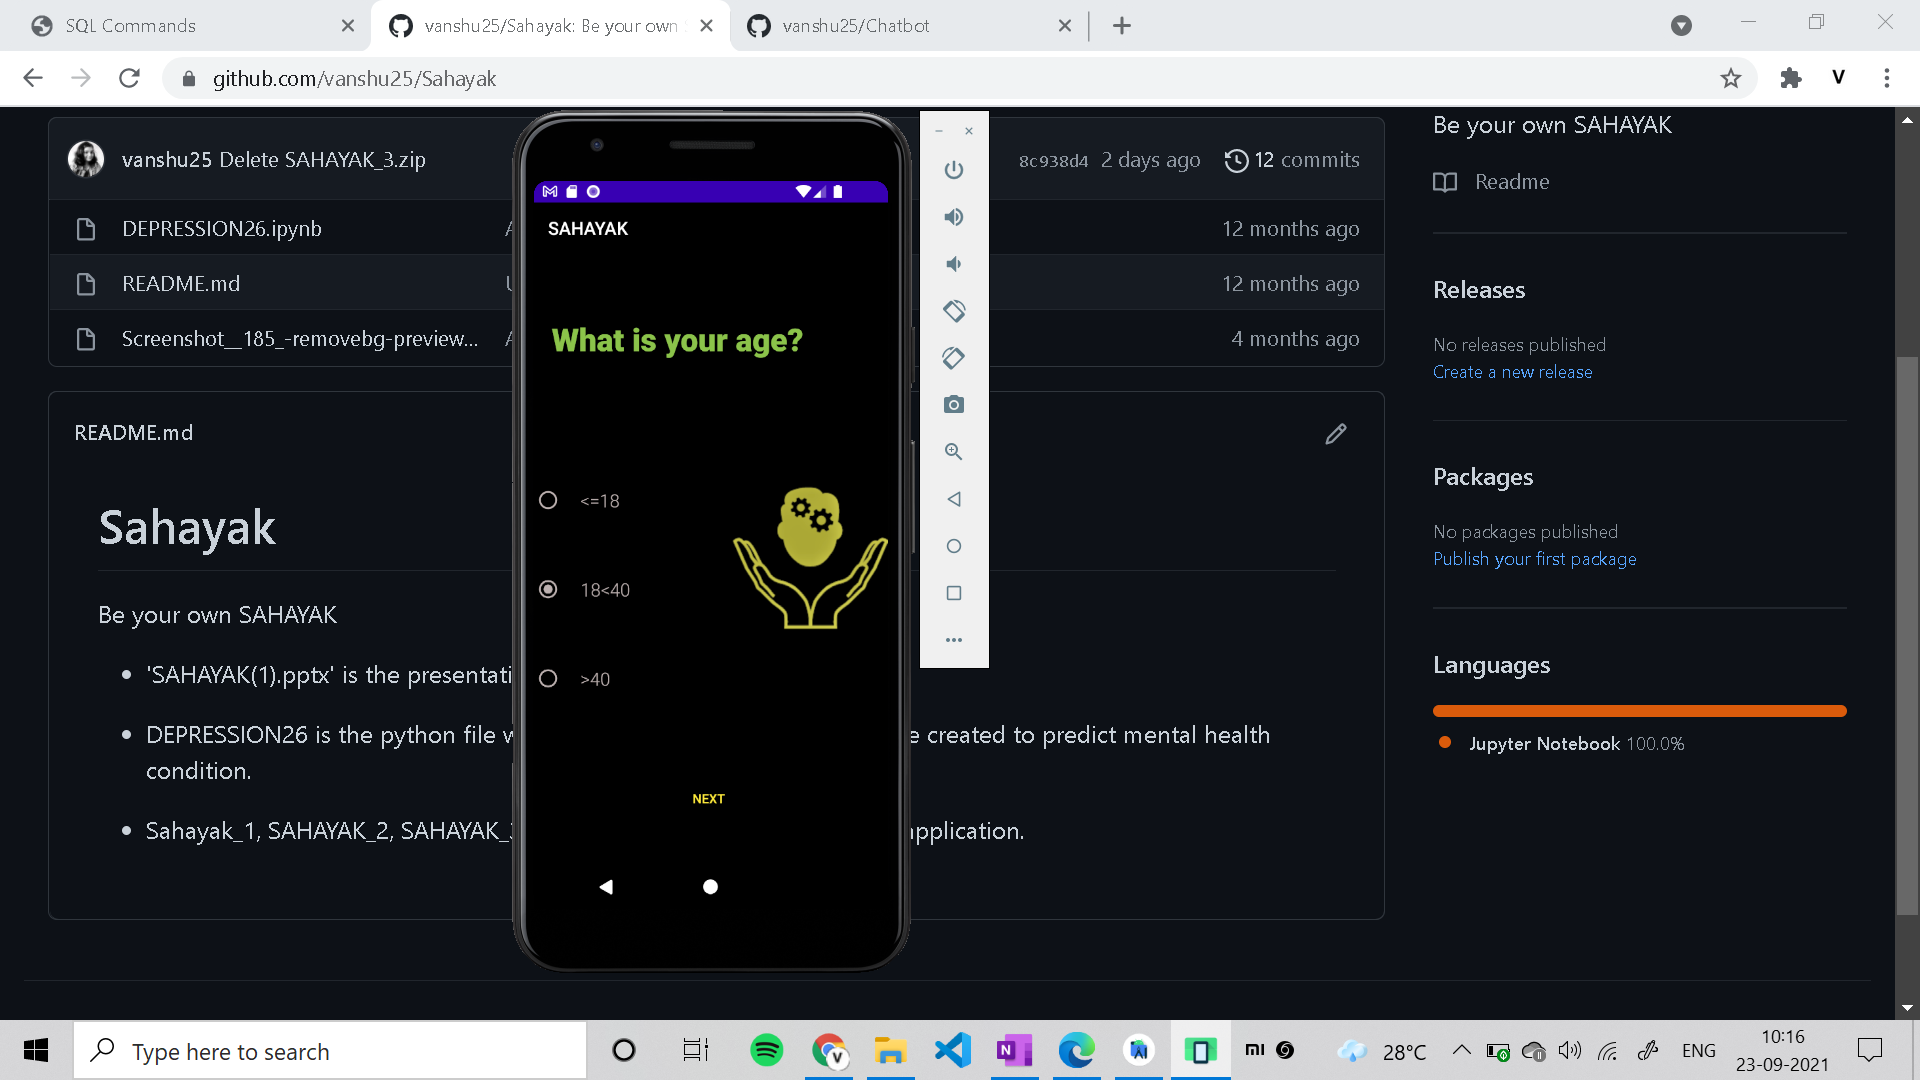 SQL Commands
vanshu25/Sahayak: Be your own
vanshu25/Chatbot
github.com/vanshu25/Sahayak
V
vanshu25 Delete SAHAYAK_3.zip
8c938d4 2 days ago 12 commits
DEPRESSION26.ipynb
12 months ago
README.md
12 months ago
Screenshot__185_-removebg-preview...
4 months ago
README.md
Sahayak
Be your own SAHAYAK
'SAHAYAK(1).pptx' is the
DEPRESSION26 is the python file
created to predict mental health
condition.
Sahayak_1, SAHAYAK_2,
SAHAYAK
What is your age?
<=18
18<40
>40
NEXT
Be your own SAHAYAK
Readme
Releases
No releases published
Create a new release
Packages
No packages published
Publish your first package
Languages
Jupyter Notebook 100.0%
Type here to search
V
N
mi
28°C
ENG
10:16
23-09-2021